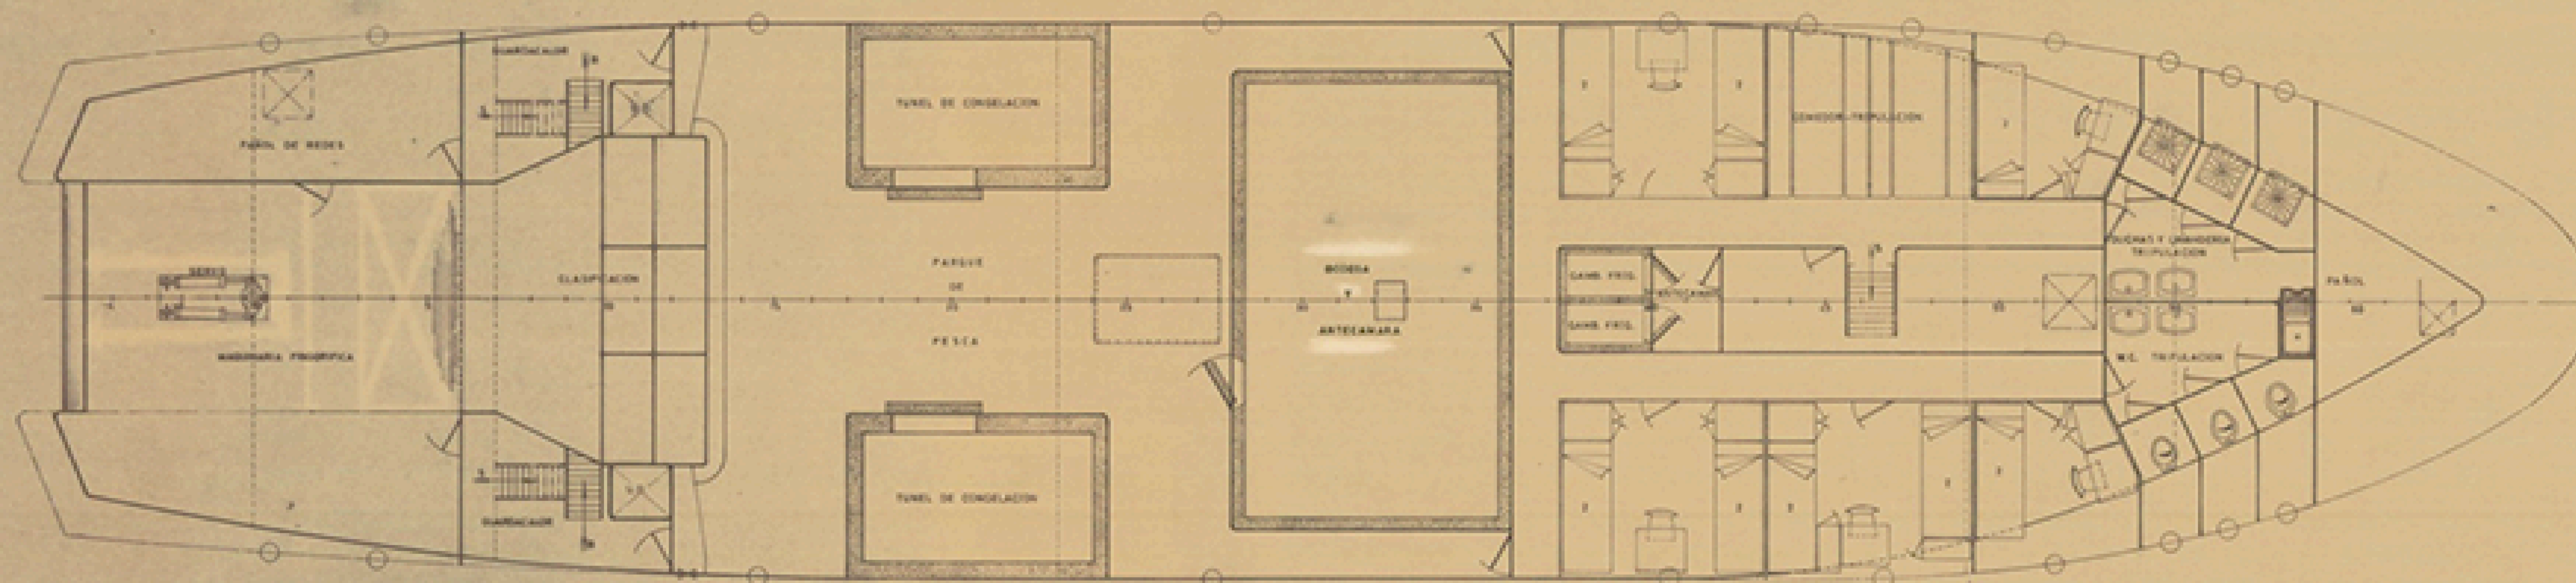 GUARDACALOR
PAÑOL DE REDES
SERVO
MAQUINARIA FRIGORIFICA
CLASIFICACION
GUARDACALOR
TUNEL DE CONGELACION
PARQUE
DE
PESCA
TUNEL DE CONGELACION
BODEGA
Y
ANTECAMARA
COMEDOR-TRIPULACION
GAMB. FRIG.
GAMB. FRIG.
DUCHAS Y LAVANDERIA
TRIPULACION
W.C. TRIPULACION
PAÑOL